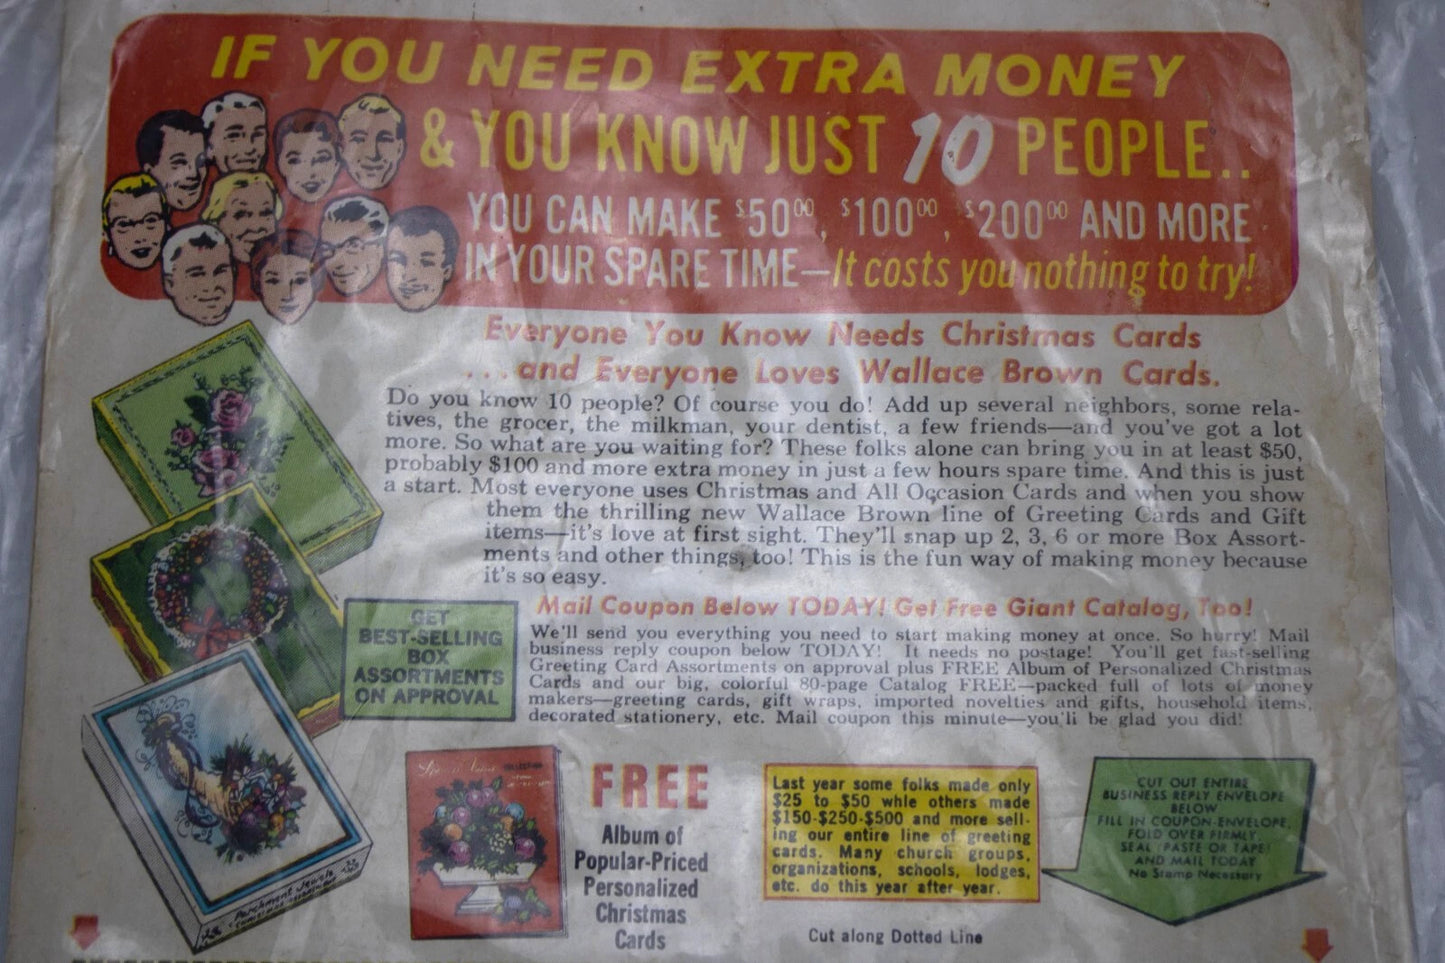 IF YOU NEED EXTRA MONEY
& YOU KNOW JUST 10 PEOPLE..
YOU CAN MAKE $50⁰⁰, $100⁰⁰, $200⁰⁰ AND MORE
IN YOUR SPARE TIME—It costs you nothing to try!
Everyone You Know Needs Christmas Cards
...and Everyone Loves Wallace Brown Cards.
Do you know 10 people? Of course you do! Add up several neighbors, some rela-
tives, the grocer, the milkman, your dentist, a few friends—and you've got a lot
more. So what are you waiting for? These folks alone can bring you in at least $50,
probably $100 and more extra money in just a few hours spare time. And this is just
a start. Most everyone uses Christmas and All Occasion Cards and when you show
them the thrilling new Wallace Brown line of Greeting Cards and Gift
items—it's love at first sight. They'll snap up 2, 3, 6 or more Box Assort-
ments and other things, too! This is the fun way of making money because
it's so easy.
GET
BEST-SELLING
BOX
ASSORTMENTS
ON APPROVAL
Mail Coupon Below TODAY! Get Free Giant Catalog, Too!
We'll send you everything you need to start making money at once. So hurry! Mail
business reply coupon below TODAY! It needs no postage! You'll get fast-selling
Greeting Card Assortments on approval plus FREE Album of Personalized Christmas
Cards and our big, colorful 80-page Catalog FREE—packed full of lots of money
makers—greeting cards, gift wraps, imported novelties and gifts, household items,
decorated stationery, etc. Mail coupon this minute—you'll be glad you did!
COLLECTION
FREE
Album of
Popular-Priced
Personalized
Christmas
Cards
Last year some folks made only
$25 to $50 whle others made
$150-$250-$500 and more sell-
ing our entire line of greeting
cards. Many church groups,
organizations, schools, lodges,
etc. do this year after year.
Cut along Dotted Line
CUT OUT ENTIRE
BUSINESS REPLY ENVELOPE
BELOW
FILL IN COUPON-ENVELOPE,
FOLD OVER FIRMLY,
SEAL (PASTE OR TAPE)
AND MAIL TODAY
No Stamp Necessary
Parchment Jewels
CHRISTMAS ASSORTMENT